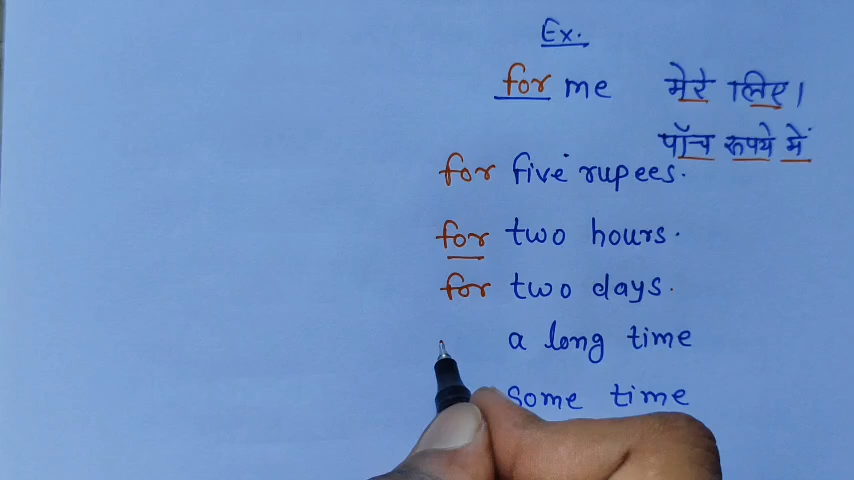 Ex.
for me मेरे लिए।
पाॅच रूपये में
for five rupees.
for two hours.
for two days.
a long time
some time